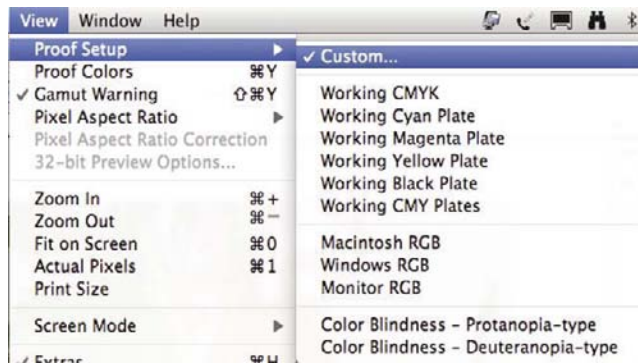 View Window Help
Proof Setup ▶
Proof Colors ⌘Y
✓ Gamut Warning ⇧⌘Y
Pixel Aspect Ratio ▶
Pixel Aspect Ratio Correction
32-bit Preview Options...
Zoom In ⌘+
Zoom Out ⌘−
Fit on Screen ⌘0
Actual Pixels ⌘1
Print Size
Screen Mode ▶
✓ Extras ⌘H
✓ Custom...
Working CMYK
Working Cyan Plate
Working Magenta Plate
Working Yellow Plate
Working Black Plate
Working CMY Plates
Macintosh RGB
Windows RGB
Monitor RGB
Color Blindness – Protanopia-type
Color Blindness – Deuteranopia-type